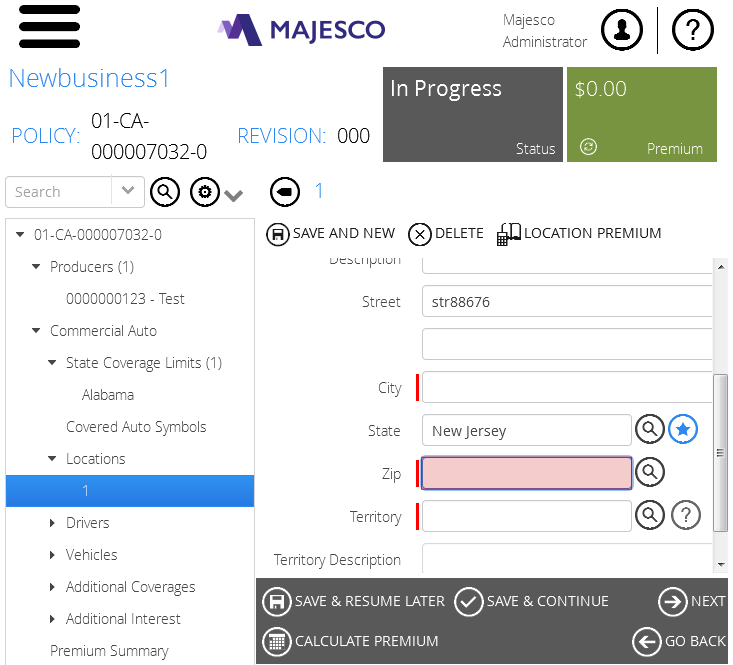 MAJESCO
Majesco
Administrator
Newbusiness1
POLICY: 01-CA-
000007032-0
REVISION: 000
In Progress
Status
$0.00
Premium
Search
1
01-CA-000007032-0
Producers (1)
0000000123 - Test
Commercial Auto
State Coverage Limits (1)
Alabama
Covered Auto Symbols
Locations
1
Drivers
Vehicles
Additional Coverages
Additional Interest
Premium Summary
SAVE AND NEW DELETE LOCATION PREMIUM
Description
Street str88676
City
State New Jersey
Zip
Territory
Territory Description
SAVE & RESUME LATER SAVE & CONTINUE NEXT
CALCULATE PREMIUM GO BACK